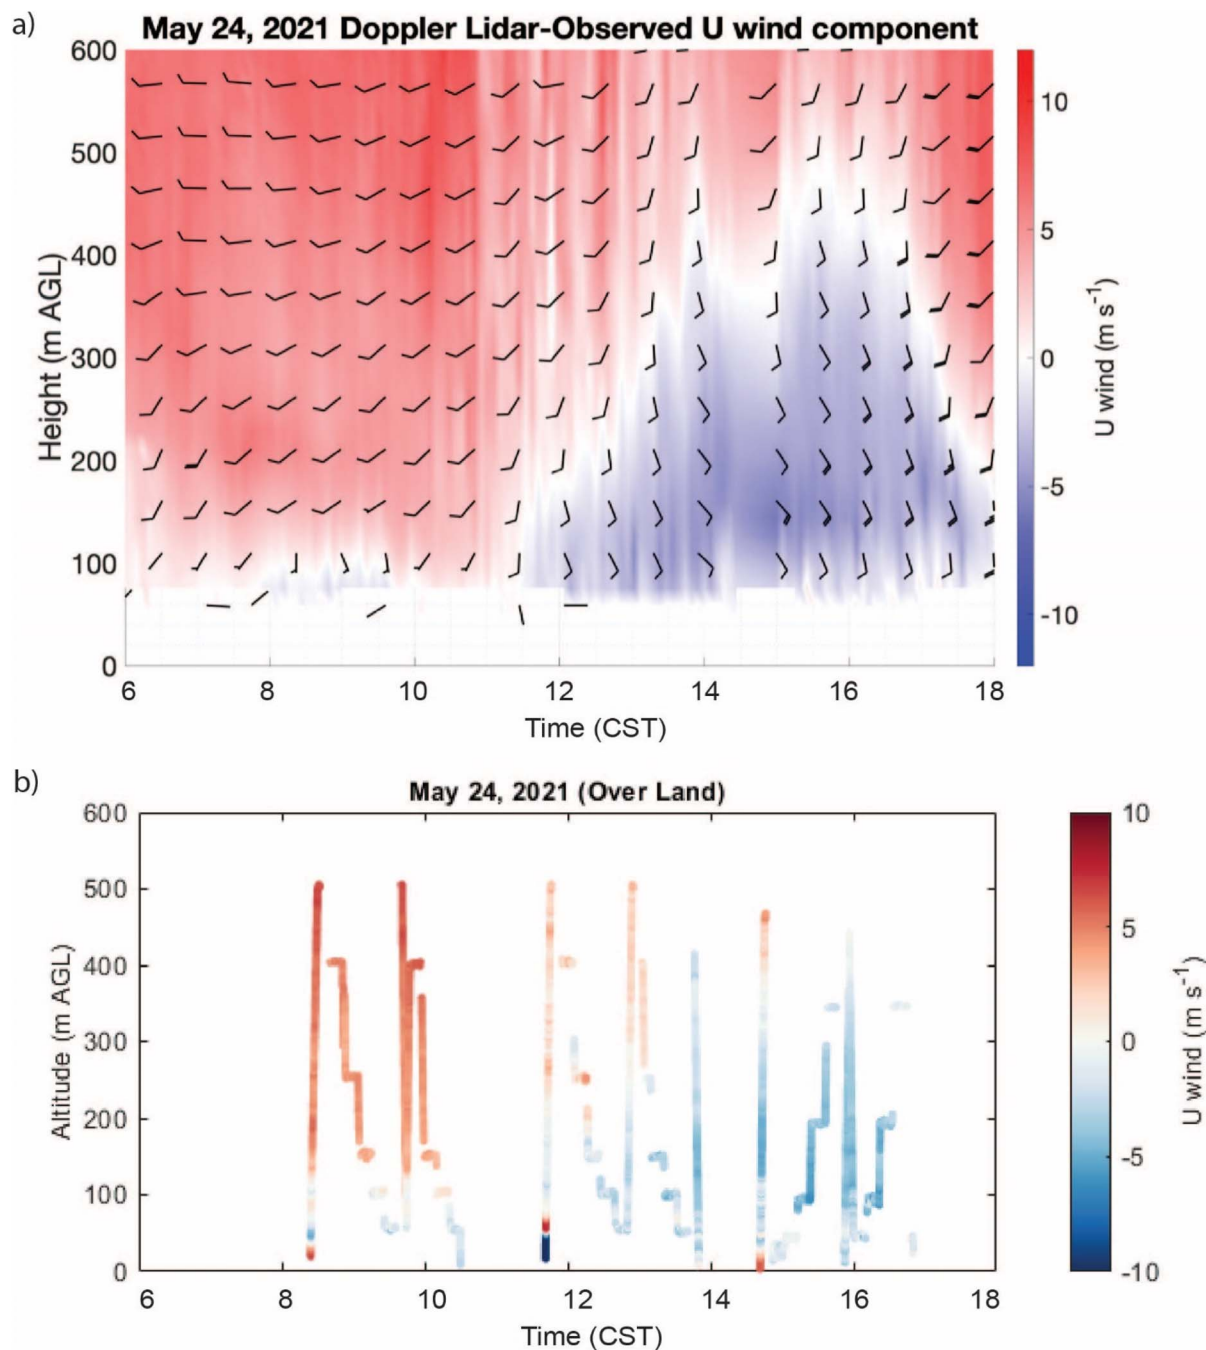 a)
May 24, 2021 Doppler Lidar-Observed U wind component
600
500
400
300
200
100
0
Height (m AGL)
6 8 10 12 14 16 18
Time (CST)
10
5
0
-5
-10
U wind (m s-1)
b)
May 24, 2021 (Over Land)
600
500
400
300
200
100
0
Altitude (m AGL)
6 8 10 12 14 16 18
Time (CST)
10
5
0
-5
-10
U wind (m s-1)